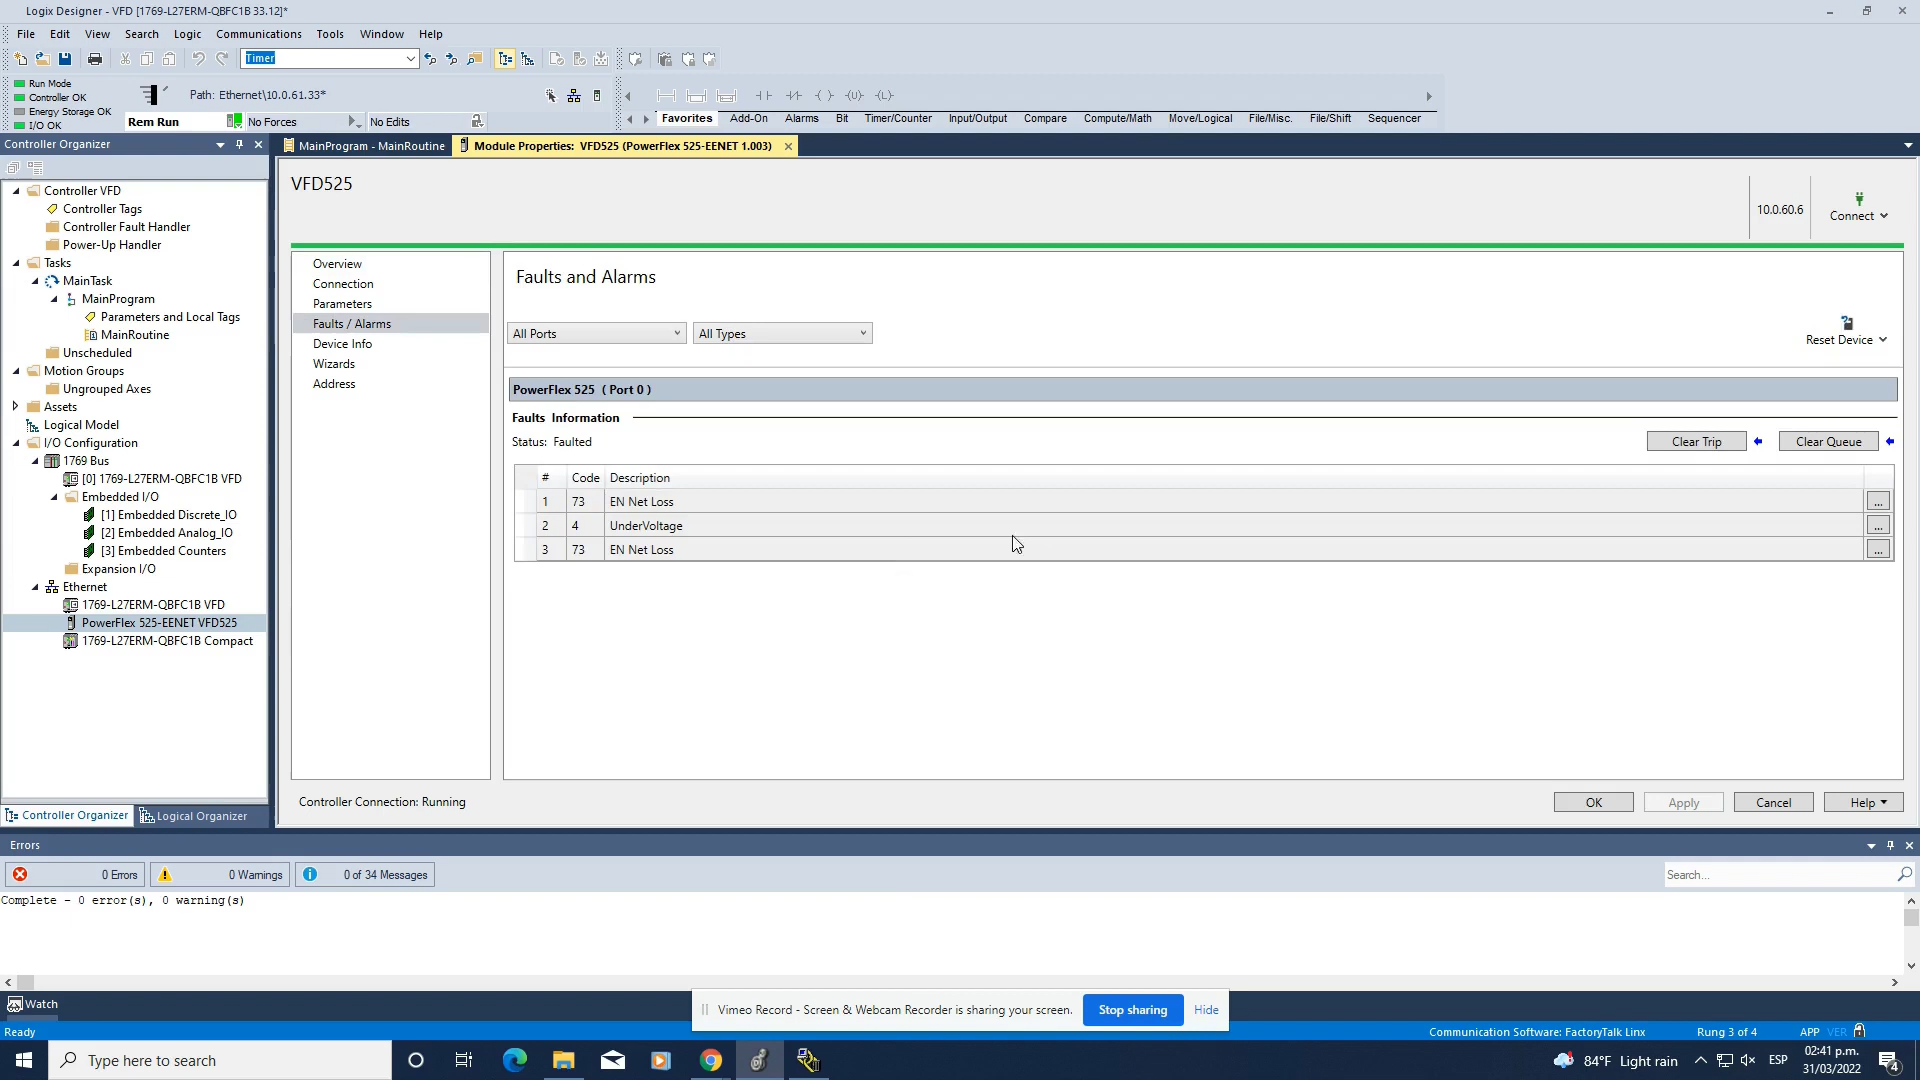 Logix Designer - VFD [1769-L27ERM-QBFC1B 33.12]*
File Edit View Search Logic Communications Tools Window Help
Timer
Run Mode
Controller OK
Energy Storage OK
I/O OK
Path: Ethernet\10.0.61.33*
Rem Run No Forces No Edits
Favorites Add-On Alarms Bit Timer/Counter Input/Output Compare Compute/Math Move/Logical File/Misc. File/Shift Sequencer
Controller Organizer
MainProgram - MainRoutine
Module Properties: VFD525 (PowerFlex 525-EENET 1.003)
Controller VFD
Controller Tags
Controller Fault Handler
Power-Up Handler
Tasks
MainTask
MainProgram
Parameters and Local Tags
MainRoutine
Unscheduled
Motion Groups
Ungrouped Axes
Assets
Logical Model
I/O Configuration
1769 Bus
[0] 1769-L27ERM-QBFC1B VFD
Embedded I/O
[1] Embedded Discrete_IO
[2] Embedded Analog_IO
[3] Embedded Counters
Expansion I/O
Ethernet
1769-L27ERM-QBFC1B VFD
PowerFlex 525-EENET VFD525
1769-L27ERM-QBFC1B Compact
Controller Organizer Logical Organizer
VFD525
10.0.60.6
Connect
Overview
Connection
Parameters
Faults / Alarms
Device Info
Wizards
Address
Faults and Alarms
All Ports All Types
Reset Device
PowerFlex 525 ( Port 0 )
Faults Information
Status: Faulted
Clear Trip Clear Queue
# Code Description
1 73 EN Net Loss ...
2 4 UnderVoltage ...
3 73 EN Net Loss ...
Controller Connection: Running
OK Apply Cancel Help
Errors
0 Errors 0 Warnings 0 of 34 Messages
Search...
Complete - 0 error(s), 0 warning(s)
Watch
Vimeo Record - Screen & Webcam Recorder is sharing your screen. Stop sharing Hide
Ready
Communication Software: FactoryTalk Linx Rung 3 of 4 APP VER
Type here to search
84°F Light rain ESP
02:41 p.m.
31/03/2022
4